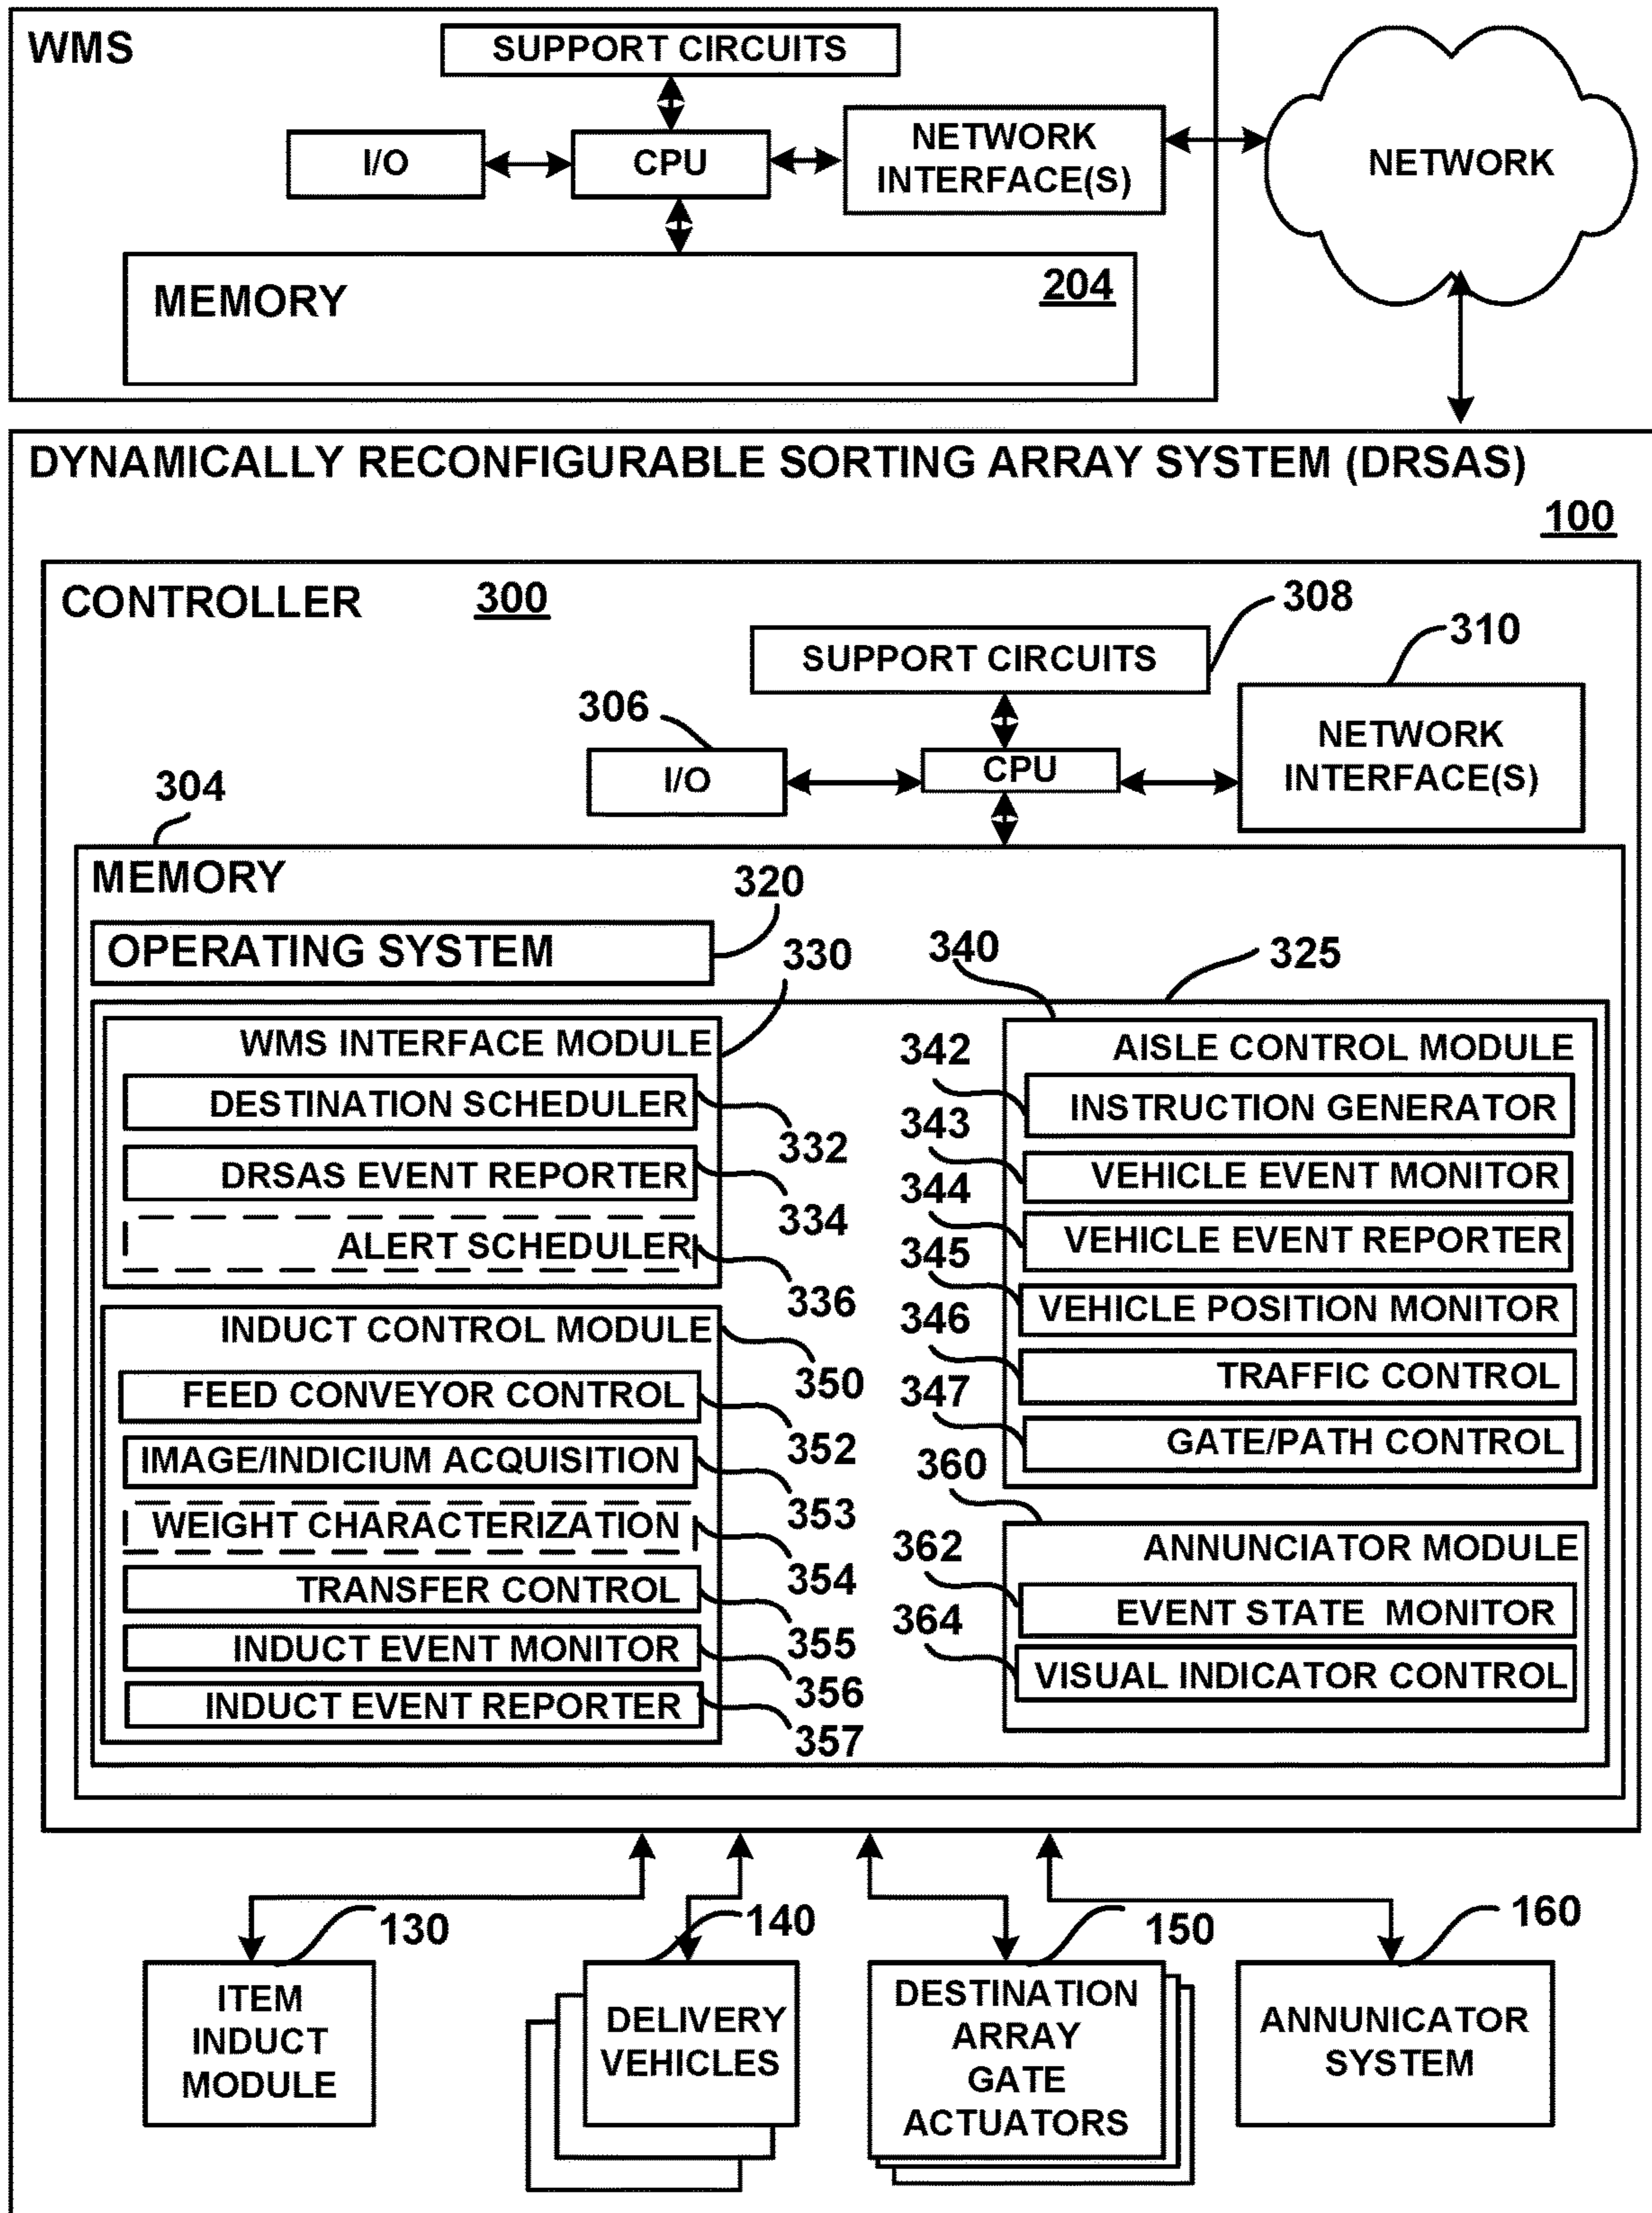 WMS
SUPPORT CIRCUITS
I/O
CPU
NETWORK
INTERFACE(S)
NETWORK
MEMORY
204
DYNAMICALLY RECONFIGURABLE SORTING ARRAY SYSTEM (DRSAS)
100
CONTROLLER
300
308
SUPPORT CIRCUITS
310
306
I/O
CPU
NETWORK
INTERFACE(S)
304
MEMORY
320
OPERATING SYSTEM
330
WMS INTERFACE MODULE
DESTINATION SCHEDULER
332
DRSAS EVENT REPORTER
334
ALERT SCHEDULER
336
INDUCT CONTROL MODULE
350
FEED CONVEYOR CONTROL
352
IMAGE/INDICIUM ACQUISITION
353
WEIGHT CHARACTERIZATION
354
TRANSFER CONTROL
355
INDUCT EVENT MONITOR
356
INDUCT EVENT REPORTER
357
340
325
AISLE CONTROL MODULE
342
INSTRUCTION GENERATOR
343
VEHICLE EVENT MONITOR
344
VEHICLE EVENT REPORTER
345
VEHICLE POSITION MONITOR
346
TRAFFIC CONTROL
347
GATE/PATH CONTROL
360
ANNUNCIATOR MODULE
362
EVENT STATE MONITOR
364
VISUAL INDICATOR CONTROL
130
ITEM
INDUCT
MODULE
140
DELIVERY
VEHICLES
150
DESTINATION
ARRAY
GATE
ACTUATORS
160
ANNUNICATOR
SYSTEM